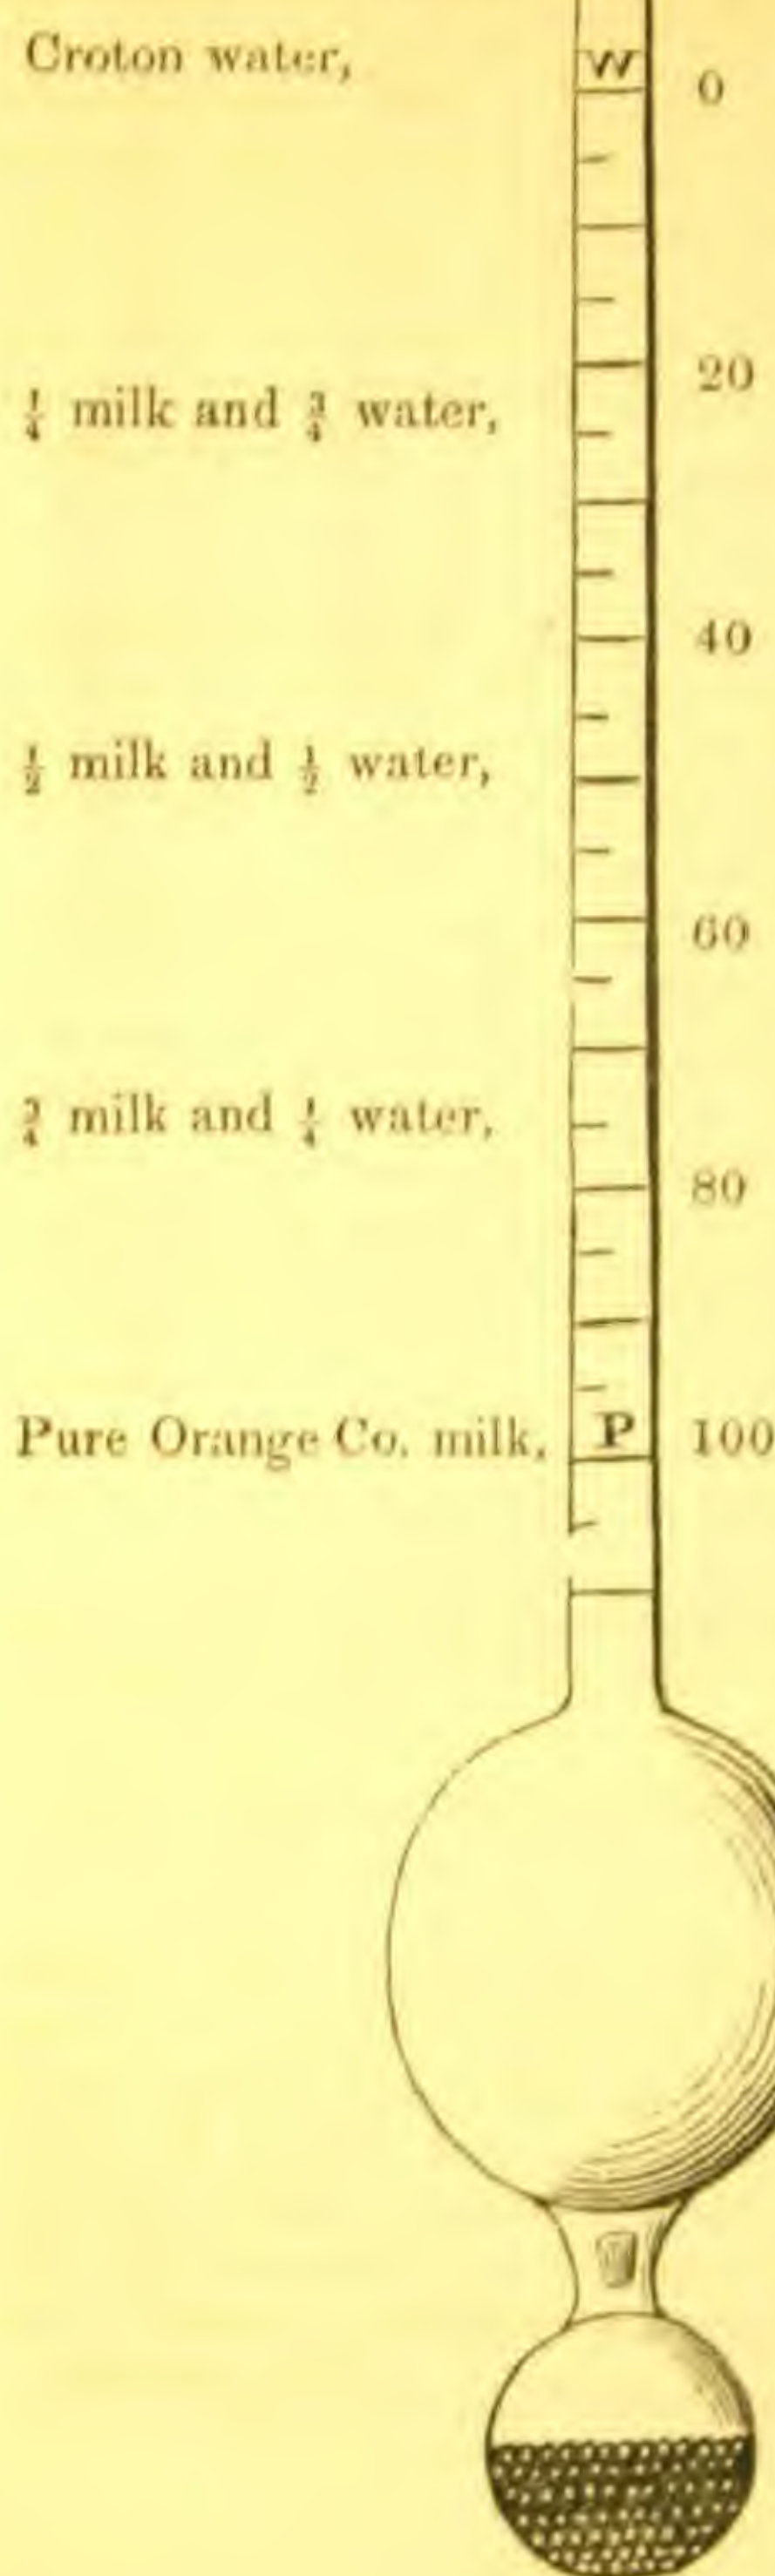 Croton water, W 0
20
¼ milk and ¾ water,
40
½ milk and ½ water,
60
¾ milk and ¼ water,
80
Pure Orange Co. milk, P 100